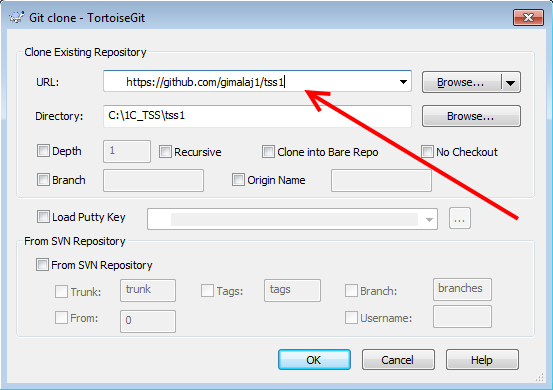 Git clone - TortoiseGit
Clone Existing Repository
URL: https://github.com/gimalaj1/tss1 Browse...
Directory: C:\1C_TSS\tss1 Browse...
Depth 1 Recursive Clone into Bare Repo No Checkout
Branch Origin Name
Load Putty Key ...
From SVN Repository
From SVN Repository
Trunk: trunk Tags: tags Branch: branches
From: 0 Username:
OK Cancel Help